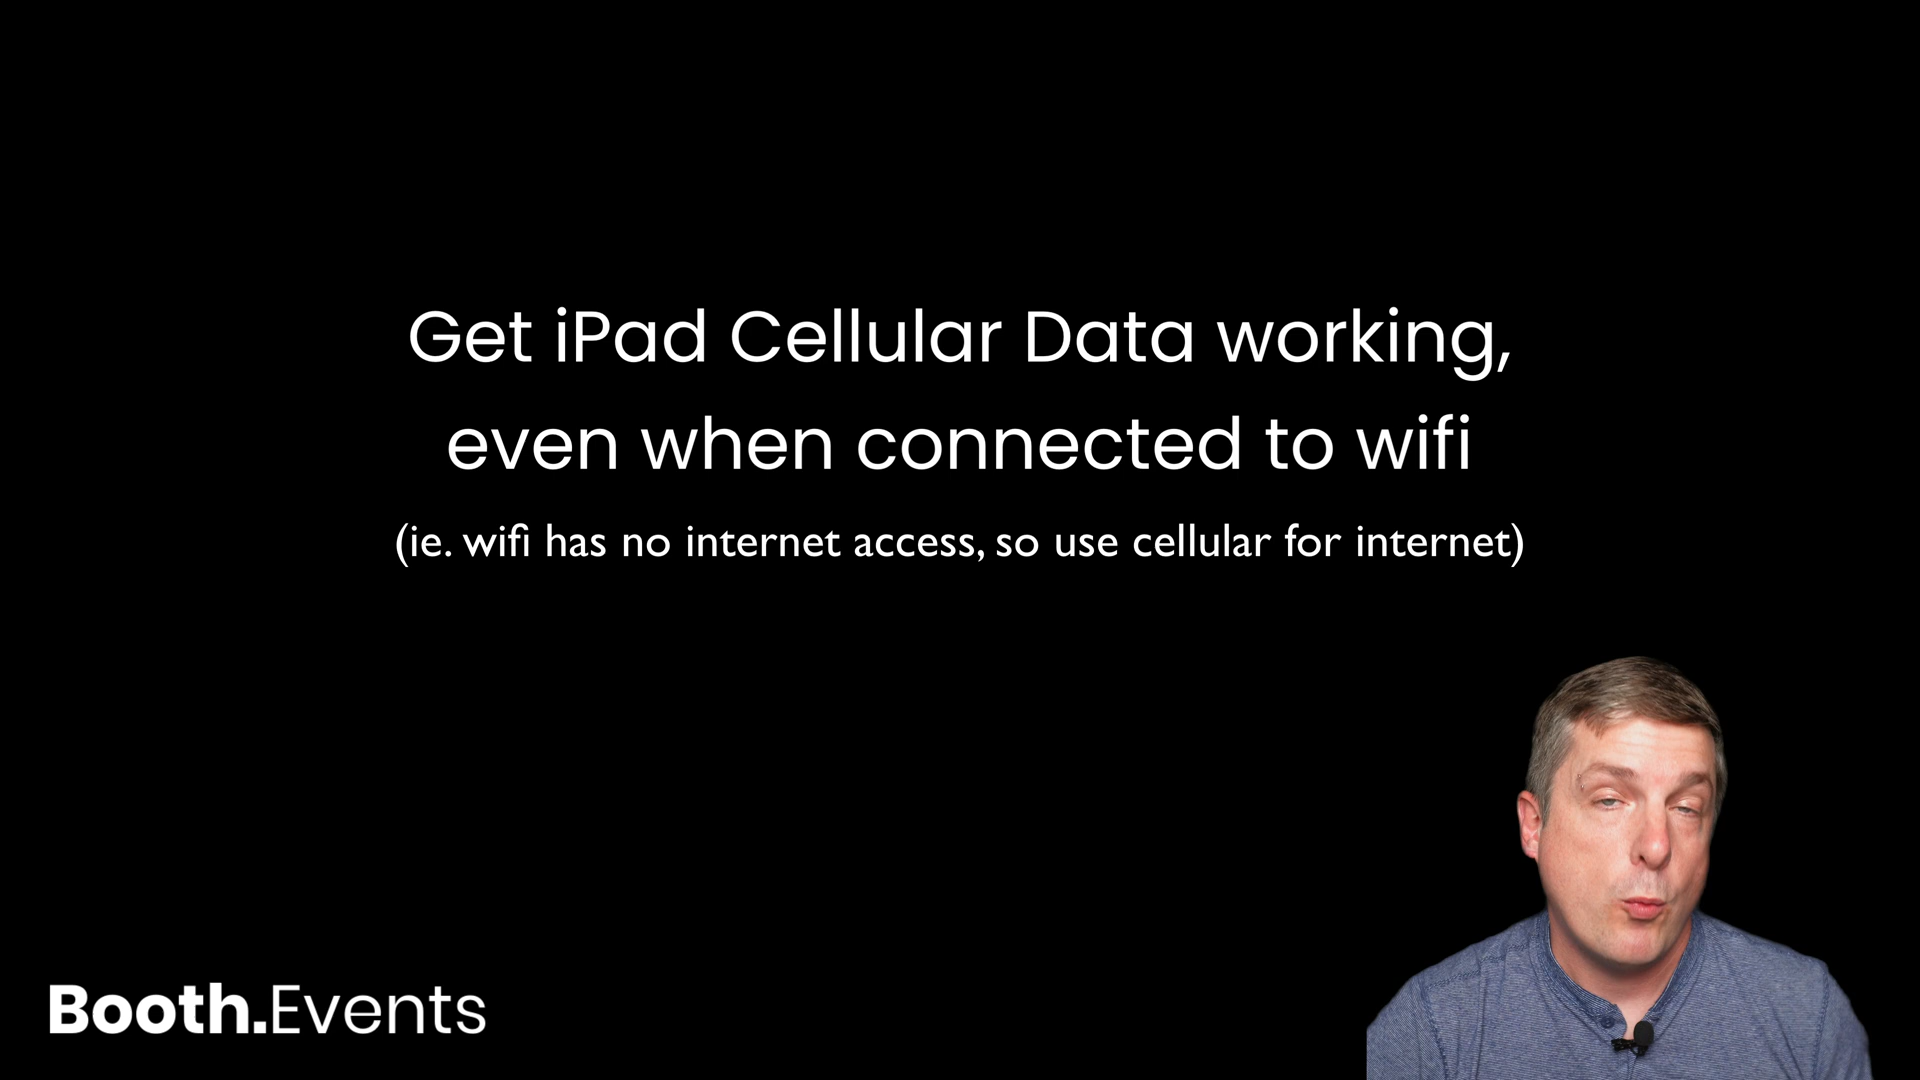 Get iPad Cellular Data working,
even when connected to wifi
(ie. wifi has no internet access, so use cellular for internet)
Booth.Events